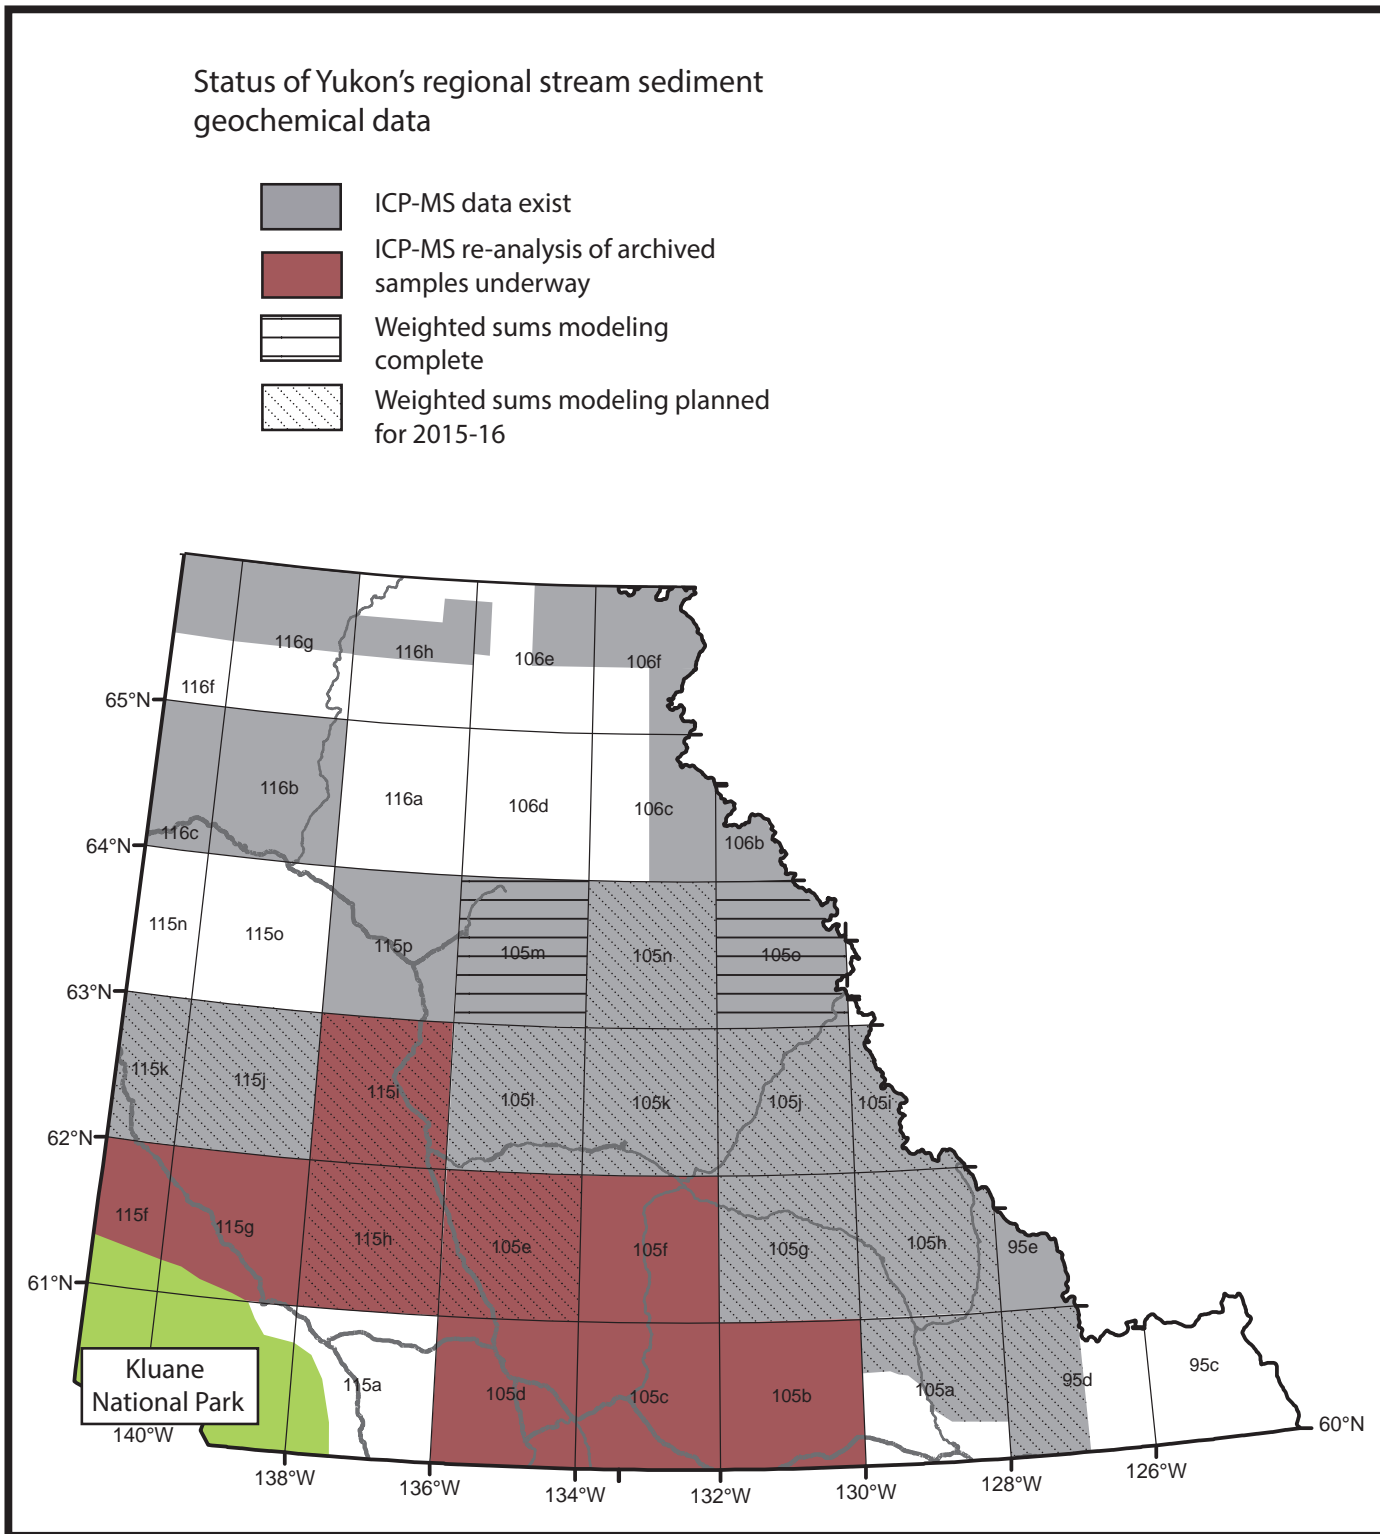 Status of Yukon's regional stream sediment
geochemical data
ICP-MS data exist
ICP-MS re-analysis of archived
samples underway
Weighted sums modeling
complete
Weighted sums modeling planned
for 2015-16
116g
116h
106e
106f
116f
65°N
116b
116a
106d
106c
116c
64°N
106b
115n
115o
115p
105m
105n
105o
63°N
115k
115j
115i
105l
105k
105j
105i
62°N
115f
115g
115h
105e
105f
105g
105h
95e
61°N
Kluane
National Park
115a
105d
105c
105b
105a
95d
95c
60°N
140°W
138°W
136°W
134°W
132°W
130°W
128°W
126°W